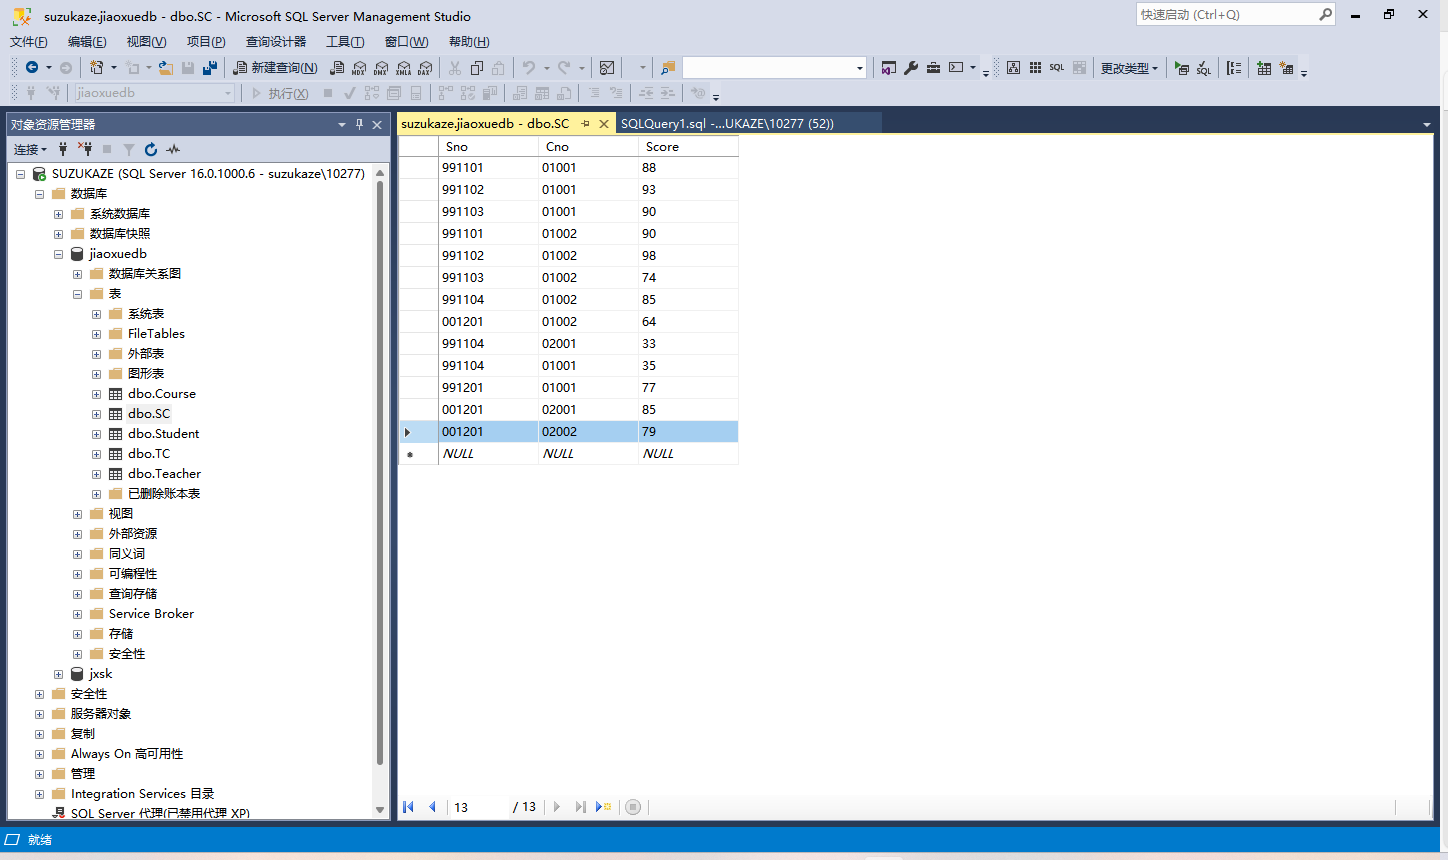 suzukaze.jiaoxuedb - dbo.SC - Microsoft SQL Server Management Studio
快速启动 (Ctrl+Q)
文件(F) 编辑(E) 视图(V) 项目(P) 查询设计器 工具(T) 窗口(W) 帮助(H)
新建查询(N) MDX DMX XMLA DAX SQL 更改类型 SQL
jiaoxuedb 执行(X)
对象资源管理器
连接
SUZUKAZE (SQL Server 16.0.1000.6 - suzukaze\10277)
数据库
系统数据库
数据库快照
jiaoxuedb
数据库关系图
表
系统表
FileTables
外部表
图形表
dbo.Course
dbo.SC
dbo.Student
dbo.TC
dbo.Teacher
已删除账本表
视图
外部资源
同义词
可编程性
查询存储
Service Broker
存储
安全性
jxsk
安全性
服务器对象
复制
Always On 高可用性
管理
Integration Services 目录
SQL Server 代理(已禁用代理 XP)
suzukaze.jiaoxuedb - dbo.SC
SQLQuery1.sql -...UKAZE\10277 (52))
Sno Cno Score
991101 01001 88
991102 01001 93
991103 01001 90
991101 01002 90
991102 01002 98
991103 01002 74
991104 01002 85
001201 01002 64
991104 02001 33
991104 01001 35
991201 01001 77
001201 02001 85
001201 02002 79
NULL NULL NULL
13 / 13
就绪